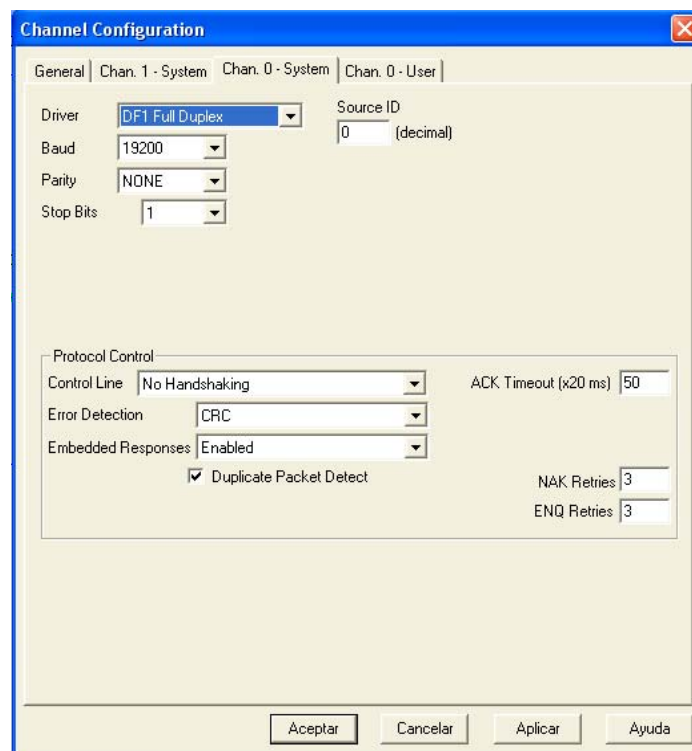 Channel Configuration
General Chan. 1 - System Chan. 0 - System Chan. 0 - User
Driver DF1 Full Duplex Source ID
0 (decimal)
Baud 19200
Parity NONE
Stop Bits 1
Protocol Control
Control Line No Handshaking ACK Timeout (x20 ms) 50
Error Detection CRC
Embedded Responses Enabled
Duplicate Packet Detect NAK Retries 3
ENQ Retries 3
Aceptar Cancelar Aplicar Ayuda